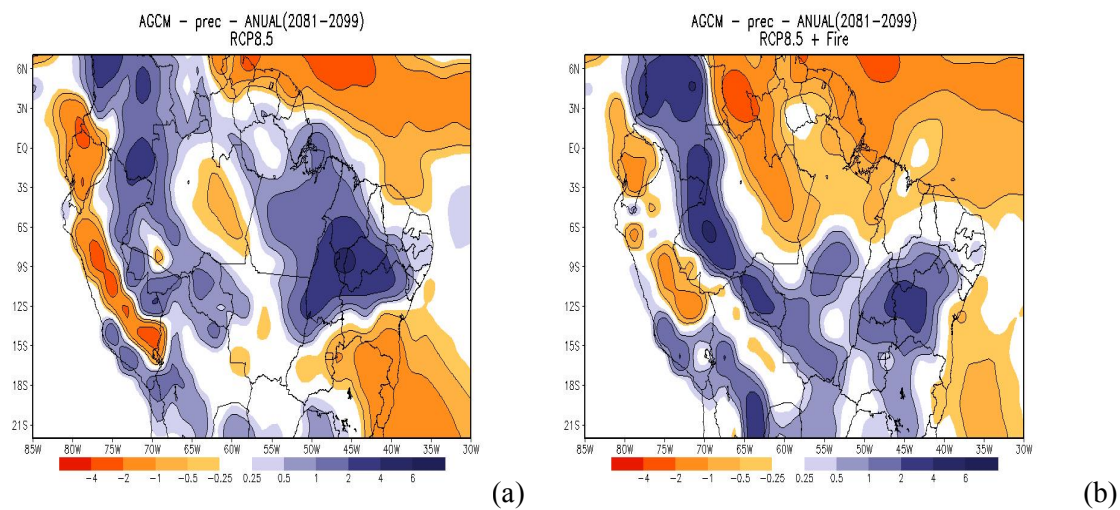 AGCM – prec – ANUAL(2081–2099)
RCP8.5
6N
3N
EQ
3S
6S
9S
12S
15S
18S
21S
85W 80W 75W 70W 65W 60W 55W 50W 45W 40W 35W 30W
-4 -2 -1 -0.5 -0.25 0.25 0.5 1 2 4 6
(a)
AGCM – prec – ANUAL(2081–2099)
RCP8.5 + Fire
6N
3N
EQ
3S
6S
9S
12S
15S
18S
21S
85W 80W 75W 70W 65W 60W 55W 50W 45W 40W 35W 30W
-4 -2 -1 -0.5 -0.25 0.25 0.5 1 2 4 6
(b)